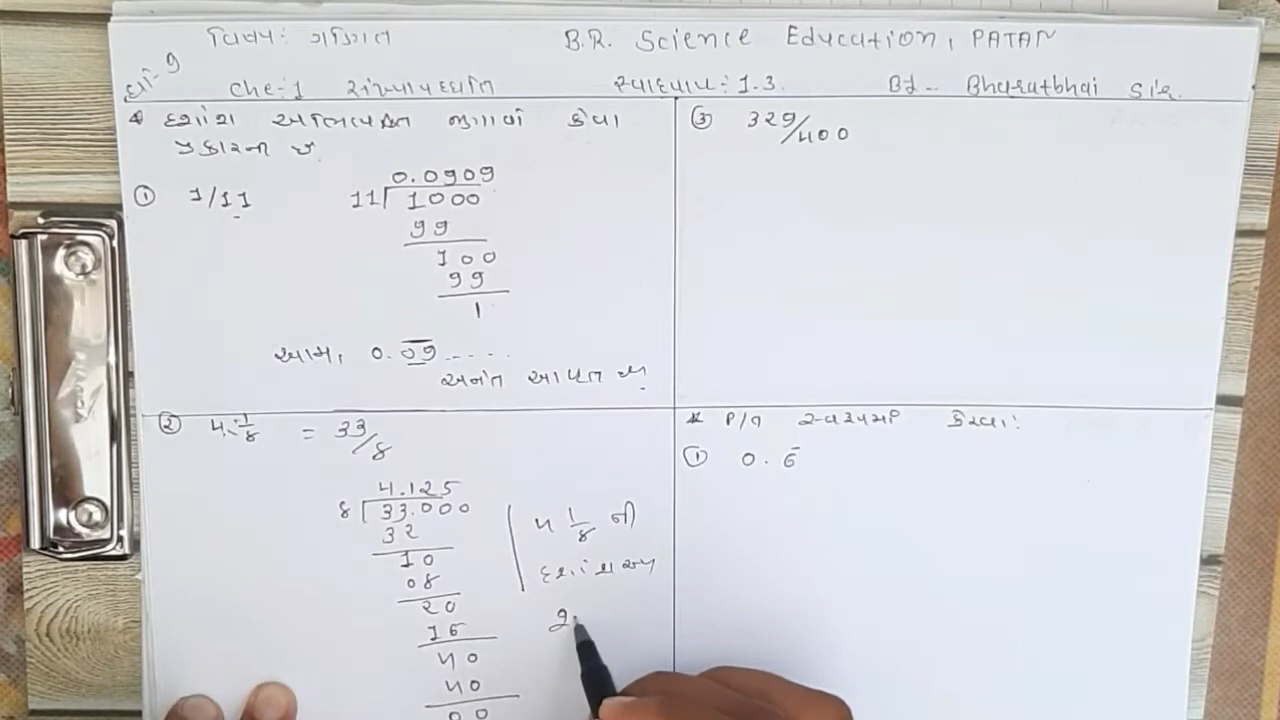 વિષય: ગણિત B.R. Science Education, PATAN
ધો-9
Che:-1 સંખ્યાપદ્ધતિ સ્વાધ્યાય: 1.3. By-- Bharatbhai Sir.
* દશાંશ અભિવ્યક્તિ જણાવો કેવા
પ્રકારના છે.
① 1/11
0.0909
11 1000
99
100
99
1
આમ, 0.09.....
અનંત આવૃત છે.
② 4.1/8 = 33/8
4.125
8 33.000
32
10
08
20
16
40
40
00
4 1/8 ની
દશાંશરૂપ
③ 329/400
* P/q સ્વરૂપમાં ફેરવો:
① 0.6̅